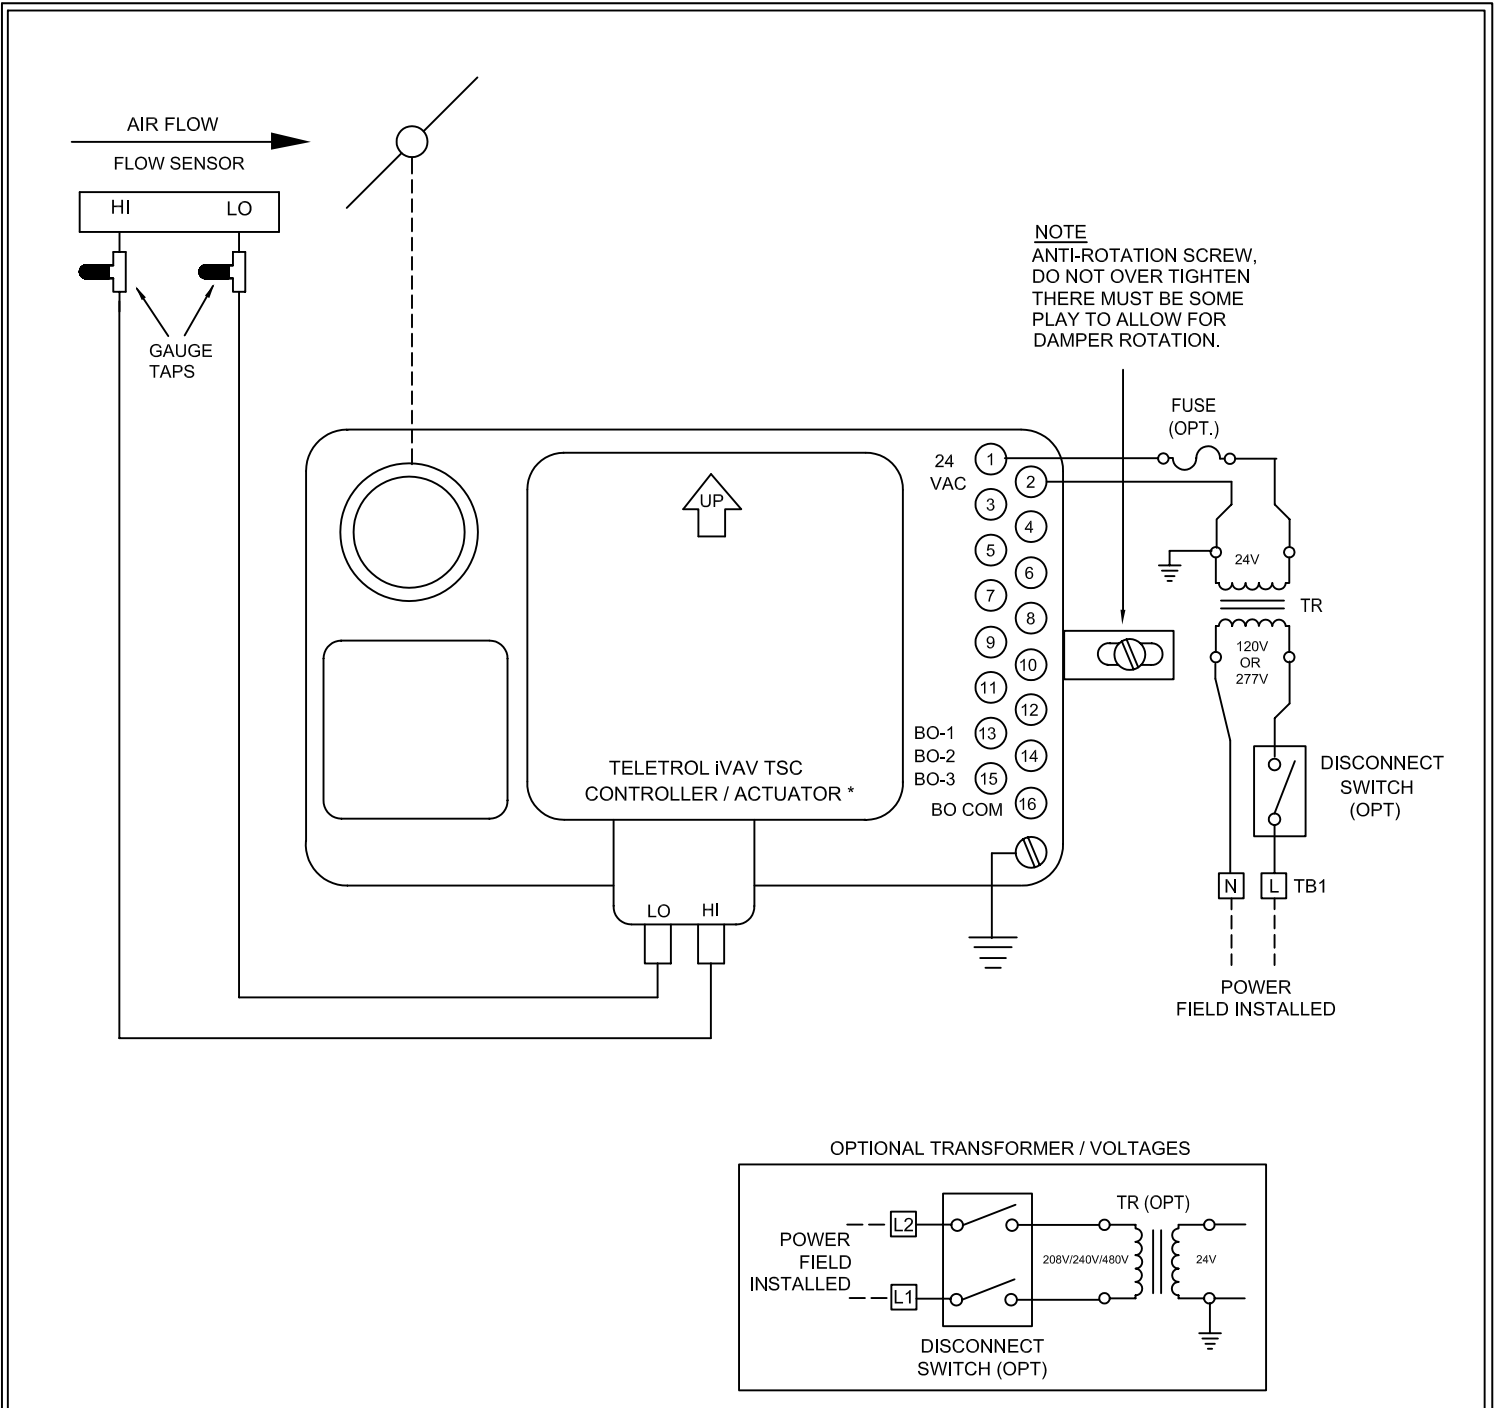 AIR FLOW
FLOW SENSOR
HI
LO
GAUGE
TAPS
NOTE
ANTI-ROTATION SCREW,
DO NOT OVER TIGHTEN
THERE MUST BE SOME
PLAY TO ALLOW FOR
DAMPER ROTATION.
FUSE
(OPT.)
24
VAC
1
2
3
4
5
6
7
8
9
10
11
12
BO-1
13
BO-2
14
BO-3
15
BO COM
16
UP
TELETROL iVAV TSC
CONTROLLER / ACTUATOR *
LO
HI
24V
TR
120V
OR
277V
DISCONNECT
SWITCH
(OPT)
N
L
TB1
POWER
FIELD INSTALLED
OPTIONAL TRANSFORMER / VOLTAGES
L2
POWER
FIELD
INSTALLED
L1
TR (OPT)
208V/240V/480V
24V
DISCONNECT
SWITCH (OPT)